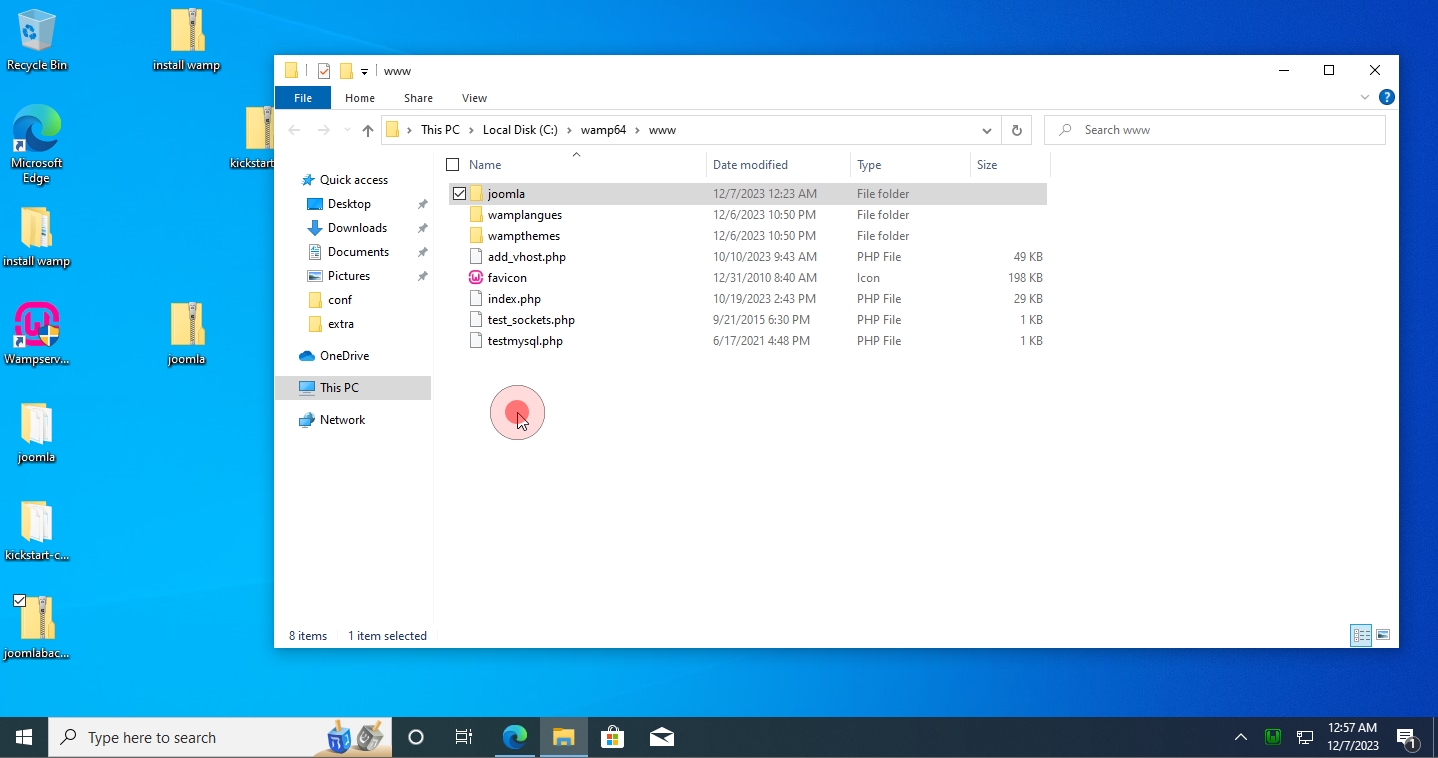 Recycle Bin
install wamp
Microsoft
Edge
kickstart
install wamp
Wampserv...
joomla
joomla
kickstart-c...
joomlabac...
www
File Home Share View
This PC > Local Disk (C:) > wamp64 > www
Search www
Quick access
Desktop
Downloads
Documents
Pictures
conf
extra
OneDrive
This PC
Network
Name Date modified Type Size
joomla 12/7/2023 12:23 AM File folder
wamplangues 12/6/2023 10:50 PM File folder
wampthemes 12/6/2023 10:50 PM File folder
add_vhost.php 10/10/2023 9:43 AM PHP File 49 KB
favicon 12/31/2010 8:40 AM Icon 198 KB
index.php 10/19/2023 2:43 PM PHP File 29 KB
test_sockets.php 9/21/2015 6:30 PM PHP File 1 KB
testmysql.php 6/17/2021 4:48 PM PHP File 1 KB
8 items 1 item selected
Type here to search
12:57 AM
12/7/2023
1